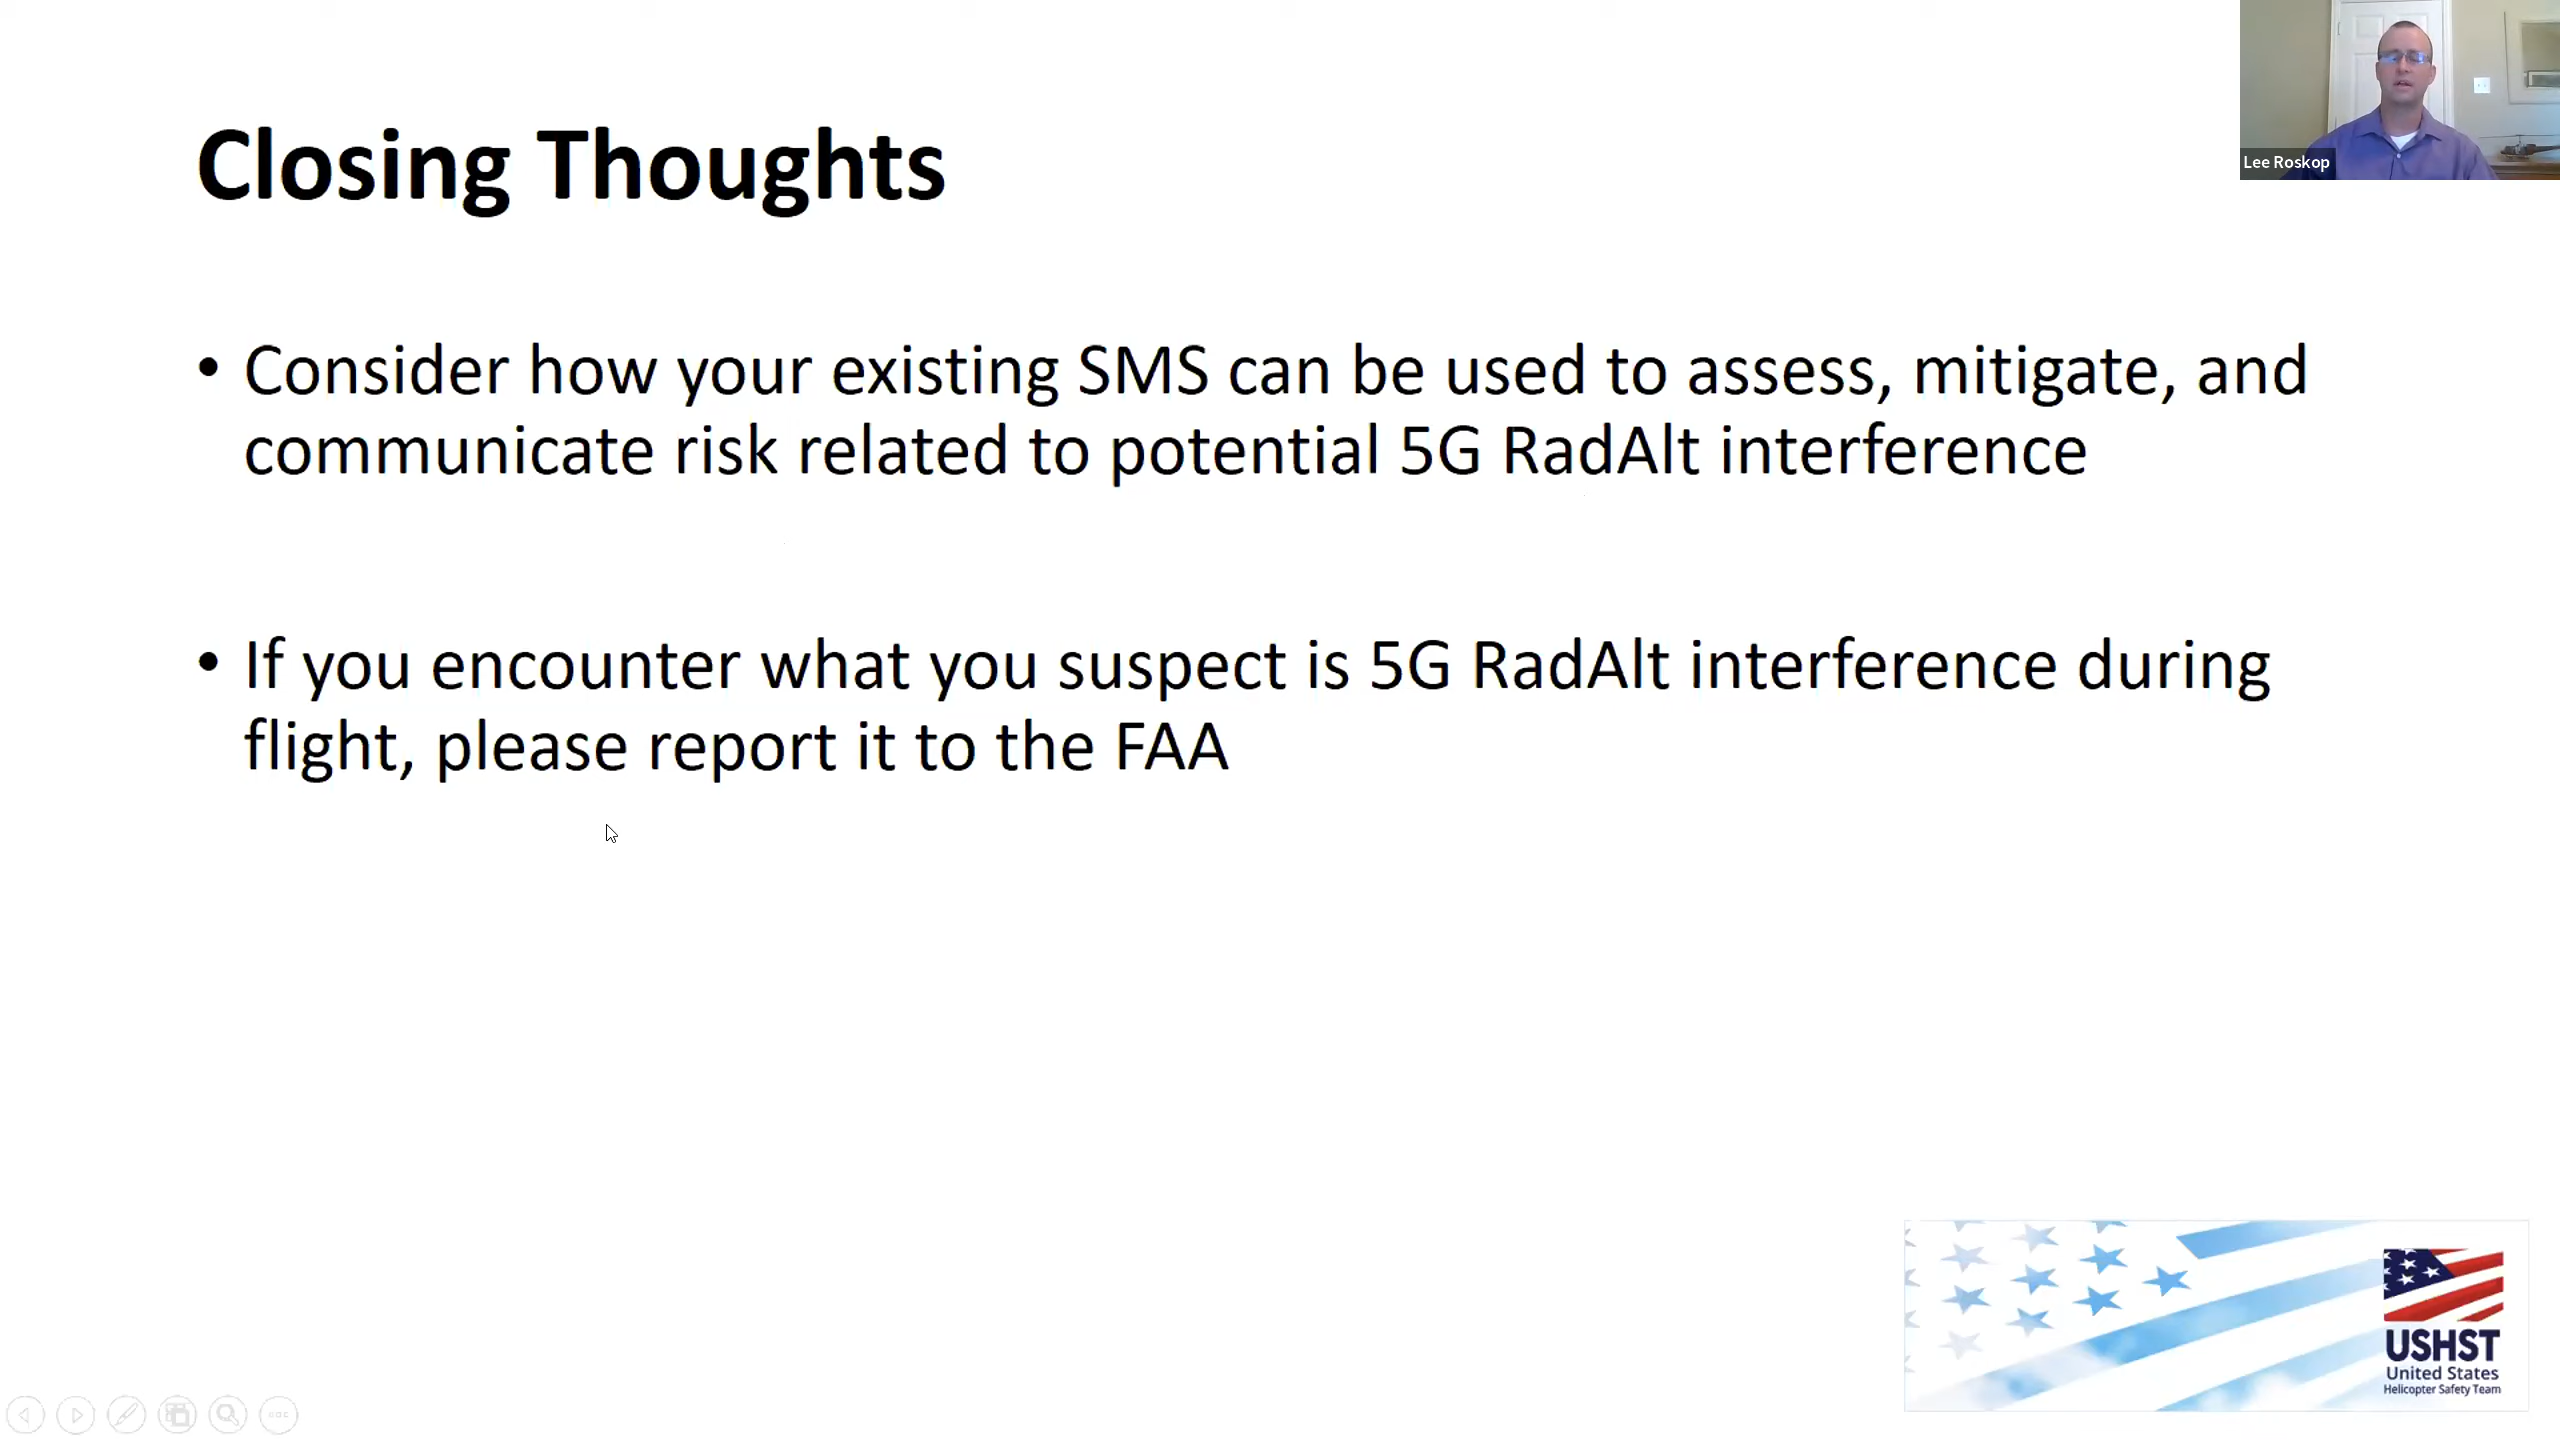 Closing Thoughts
Lee Roskop
• Consider how your existing SMS can be used to assess, mitigate, and
communicate risk related to potential 5G RadAlt interference
• If you encounter what you suspect is 5G RadAlt interference during
flight, please report it to the FAA
USHST
United States
Helicopter Safety Team